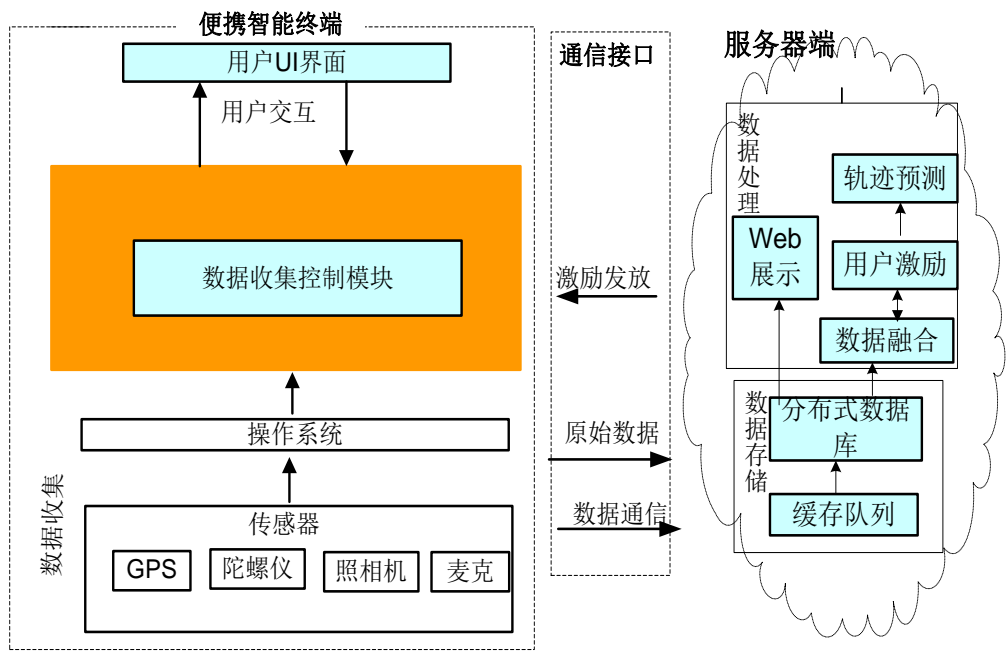 便携智能终端
用户UI界面
用户交互
数据收集控制模块
操作系统
数据收集
传感器
GPS
陀螺仪
照相机
麦克
通信接口
激励发放
原始数据
数据通信
服务器端
数据处理
轨迹预测
Web
展示
用户激励
数据融合
数据存储
分布式数据
库
缓存队列